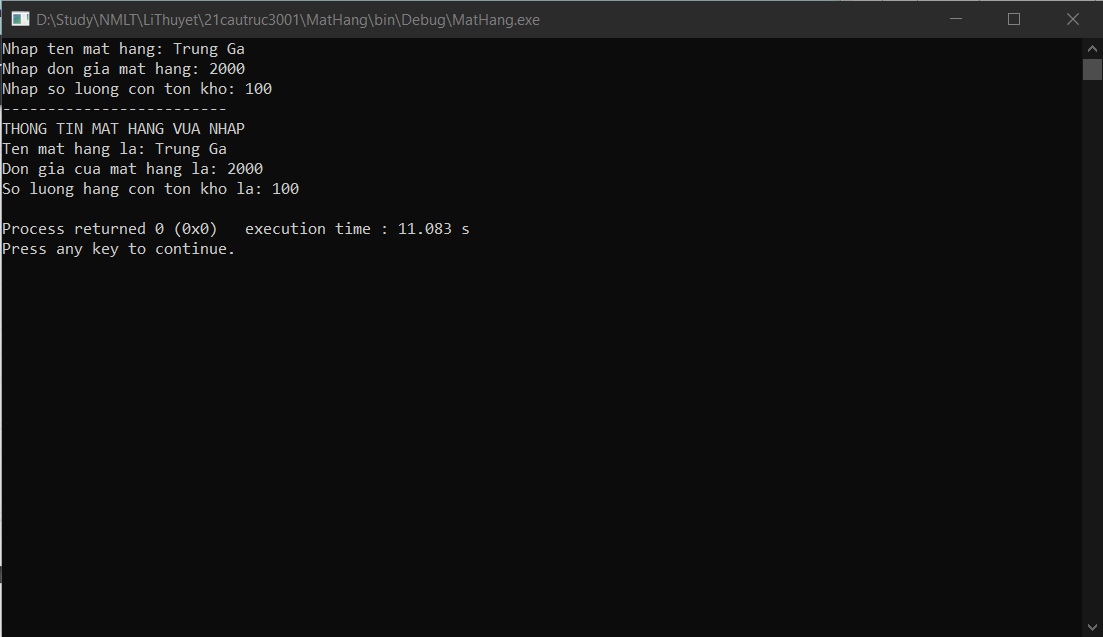 D:\Study\NMLT\LiThuyet\21cautruc3001\MatHang\bin\Debug\MatHang.exe
Nhap ten mat hang: Trung Ga
Nhap don gia mat hang: 2000
Nhap so luong con ton kho: 100
-------------------------
THONG TIN MAT HANG VUA NHAP
Ten mat hang la: Trung Ga
Don gia cua mat hang la: 2000
So luong hang con ton kho la: 100
Process returned 0 (0x0)   execution time : 11.083 s
Press any key to continue.